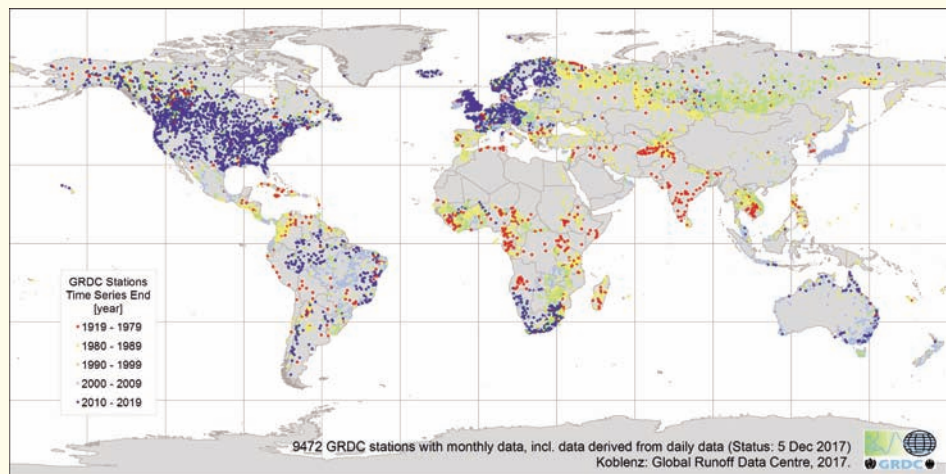 GRDC Stations
Time Series End
[year]
1919 - 1979
1980 - 1989
1990 - 1999
2000 - 2009
2010 - 2019
9472 GRDC stations with monthly data, incl. data derived from daily data (Status: 5 Dec 2017)
Koblenz: Global Runoff Data Centre, 2017.
GRDC